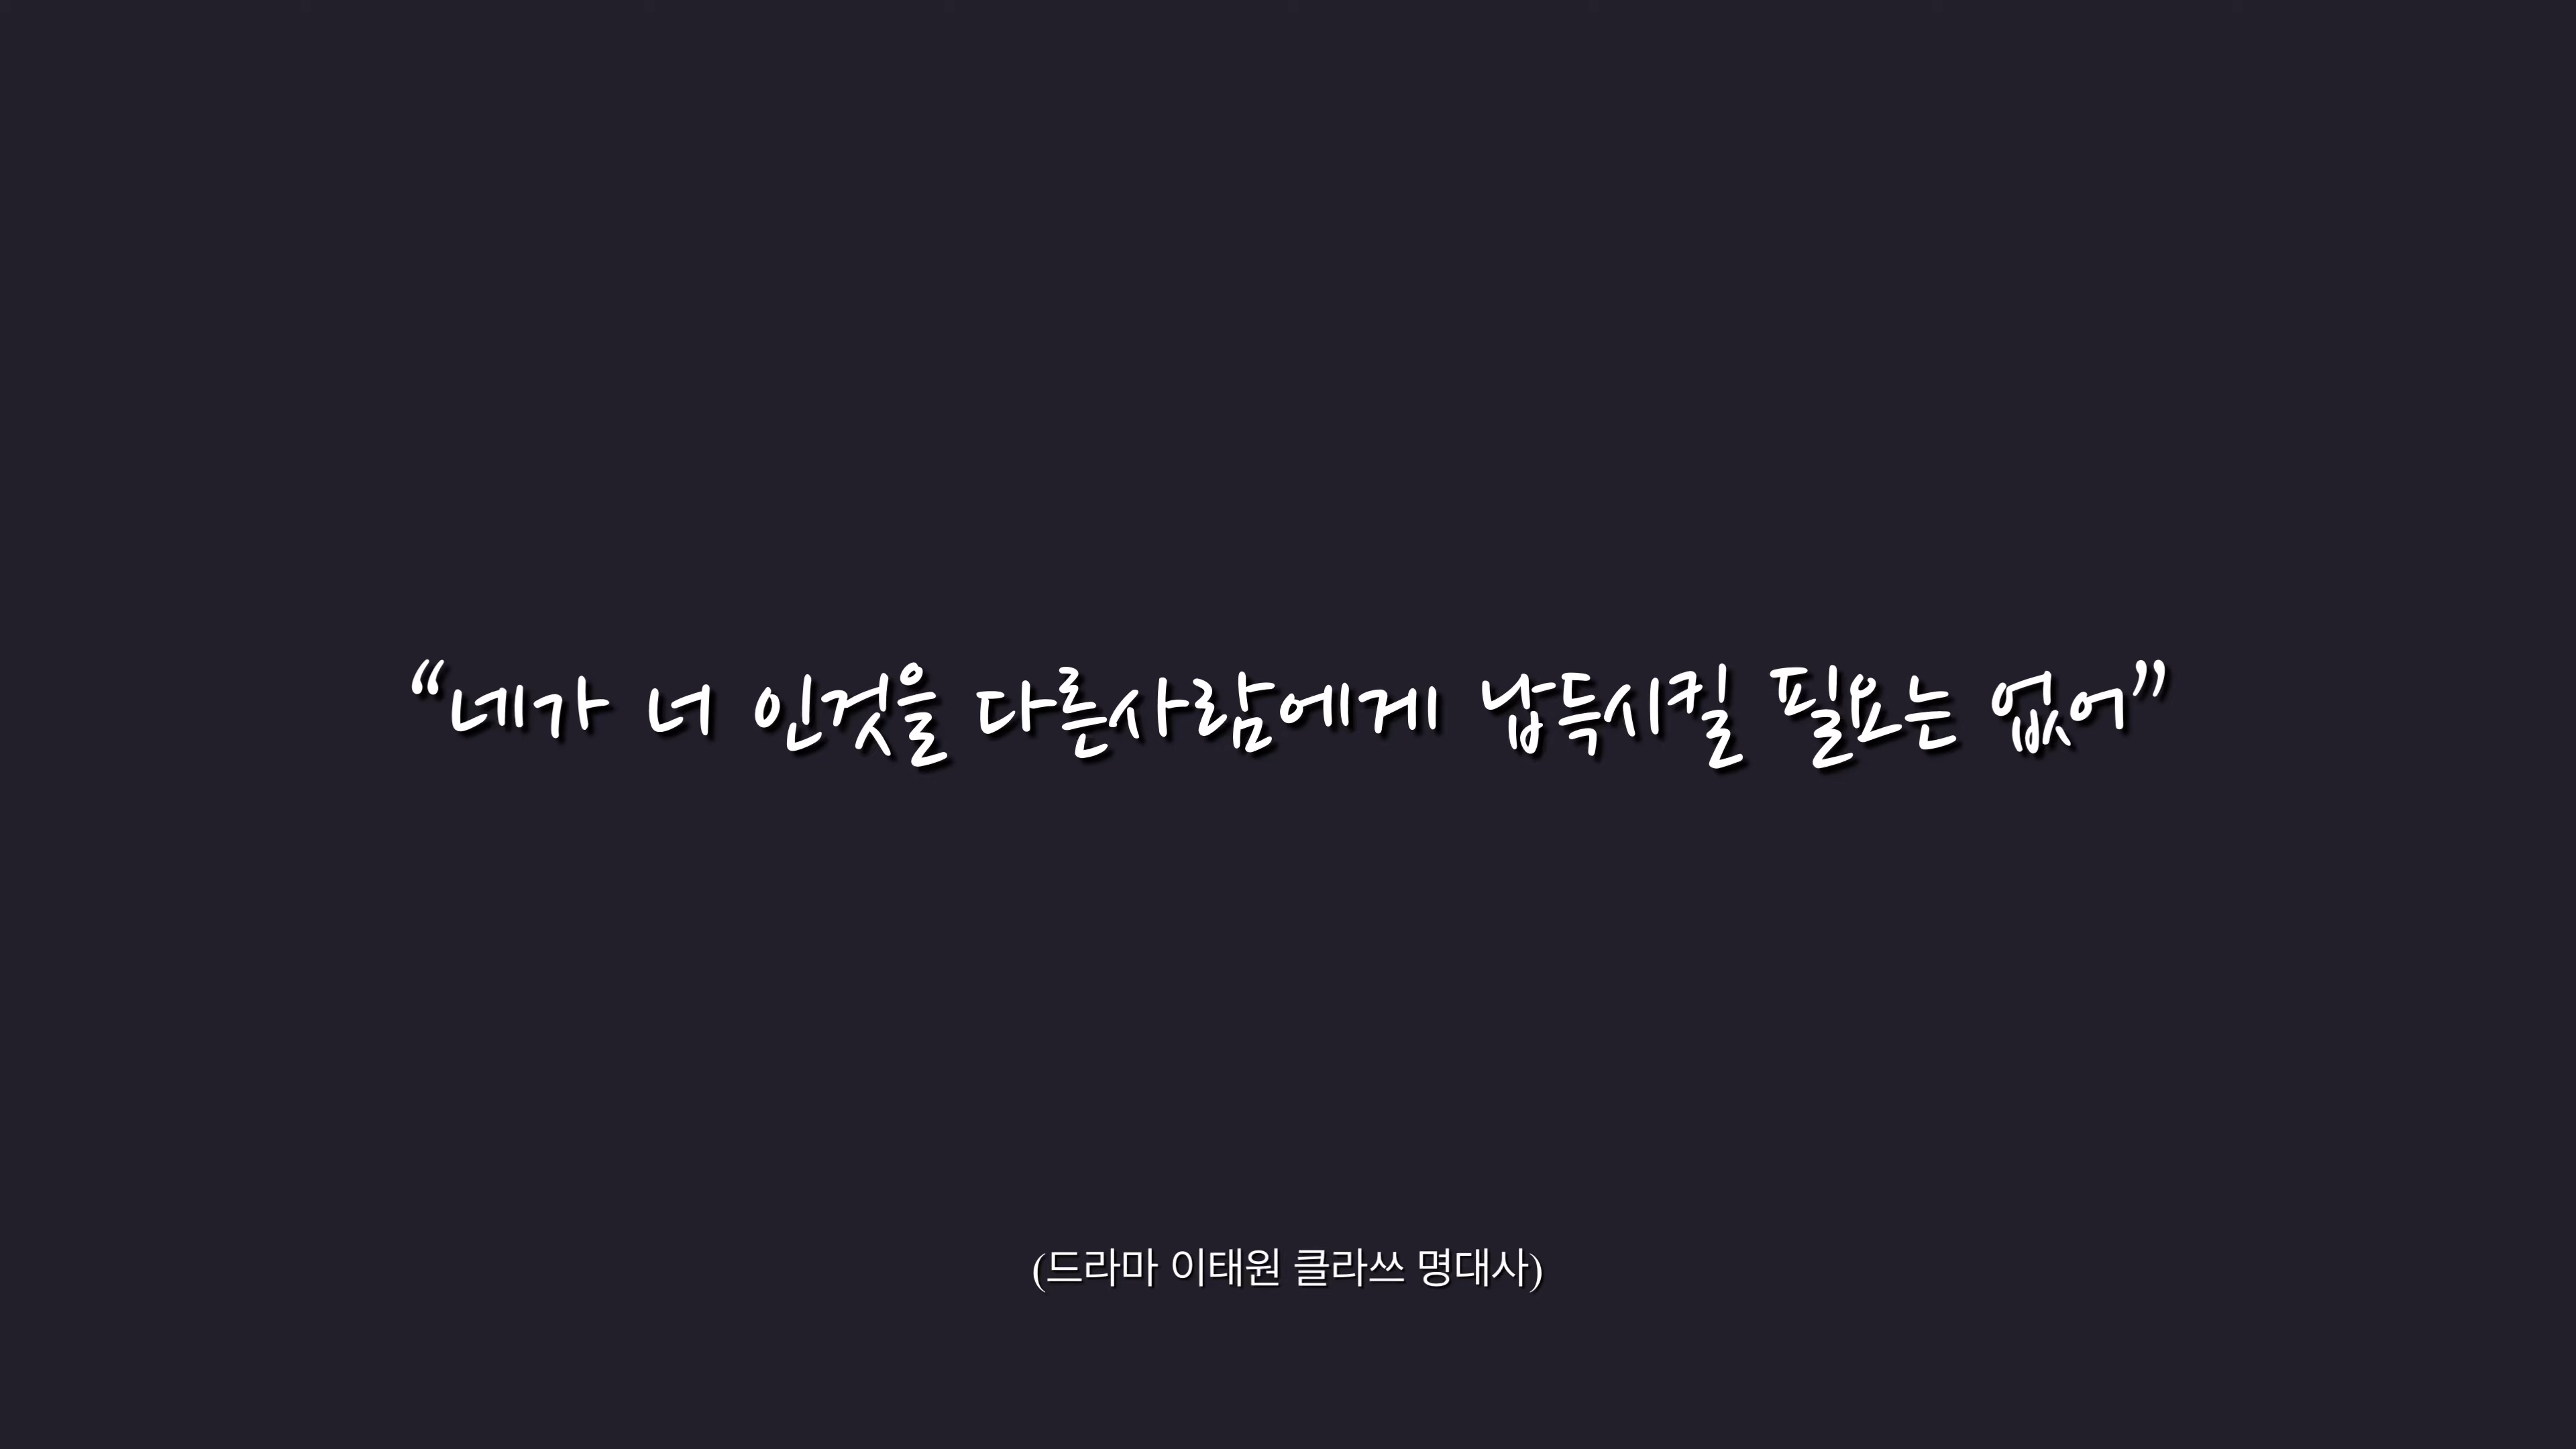 “네가 너 인것을 다른사람에게 납득시킬 필요는 없어”
(드라마 이태원 클라쓰 명대사)